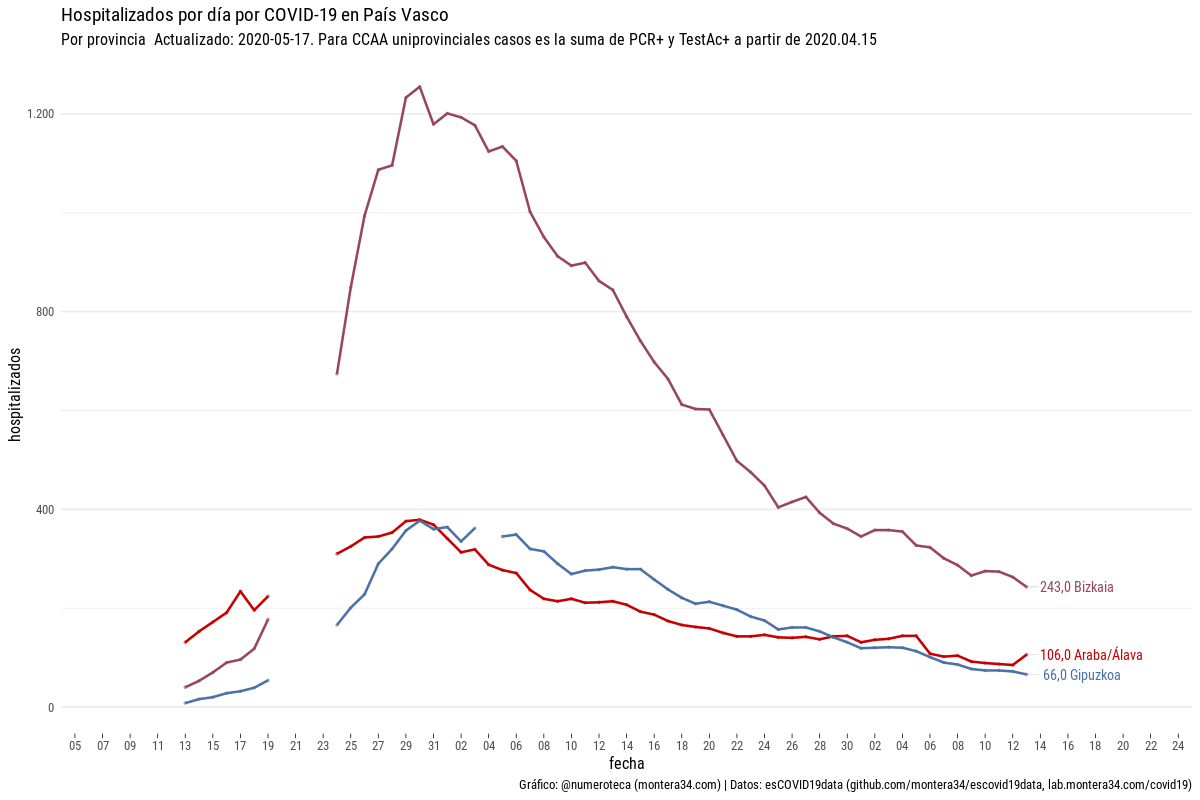 Hospitalizados por día por COVID-19 en País Vasco
Por provincia  Actualizado: 2020-05-17. Para CCAA uniprovinciales casos es la suma de PCR+ y TestAc+ a partir de 2020.04.15
1.200
800
400
0
hospitalizados
243,0 Bizkaia
106,0 Araba/Álava
66,0 Gipuzkoa
05 07 09 11 13 15 17 19 21 23 25 27 29 31 02 04 06 08 10 12 14 16 18 20 22 24 26 28 30 02 04 06 08 10 12 14 16 18 20 22 24
fecha
Gráfico: @numeroteca (montera34.com) | Datos: esCOVID19data (github.com/montera34/escovid19data, lab.montera34.com/covid19)